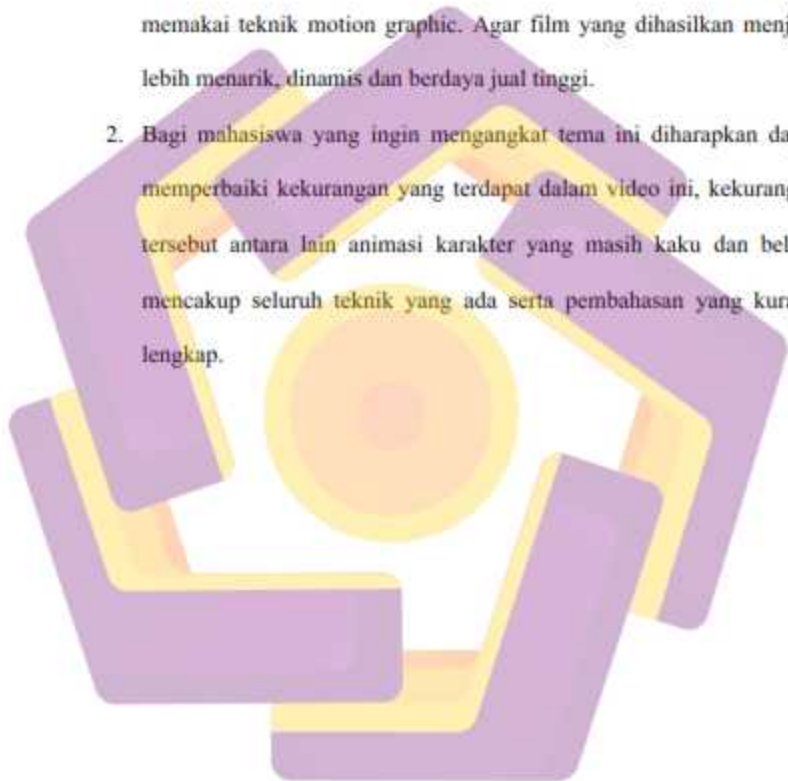 memakai teknik motion graphic. Agar film yang dihasilkan menj
lebih menarik, dinamis dan berdaya jual tinggi.
2. Bagi mahasiswa yang ingin mengangkat tema ini diharapkan da
memperbaiki kekurangan yang terdapat dalam video ini, kekurang
tersebut antara lain animasi karakter yang masih kaku dan bel
mencakup seluruh teknik yang ada serta pembahasan yang kura
lengkap.